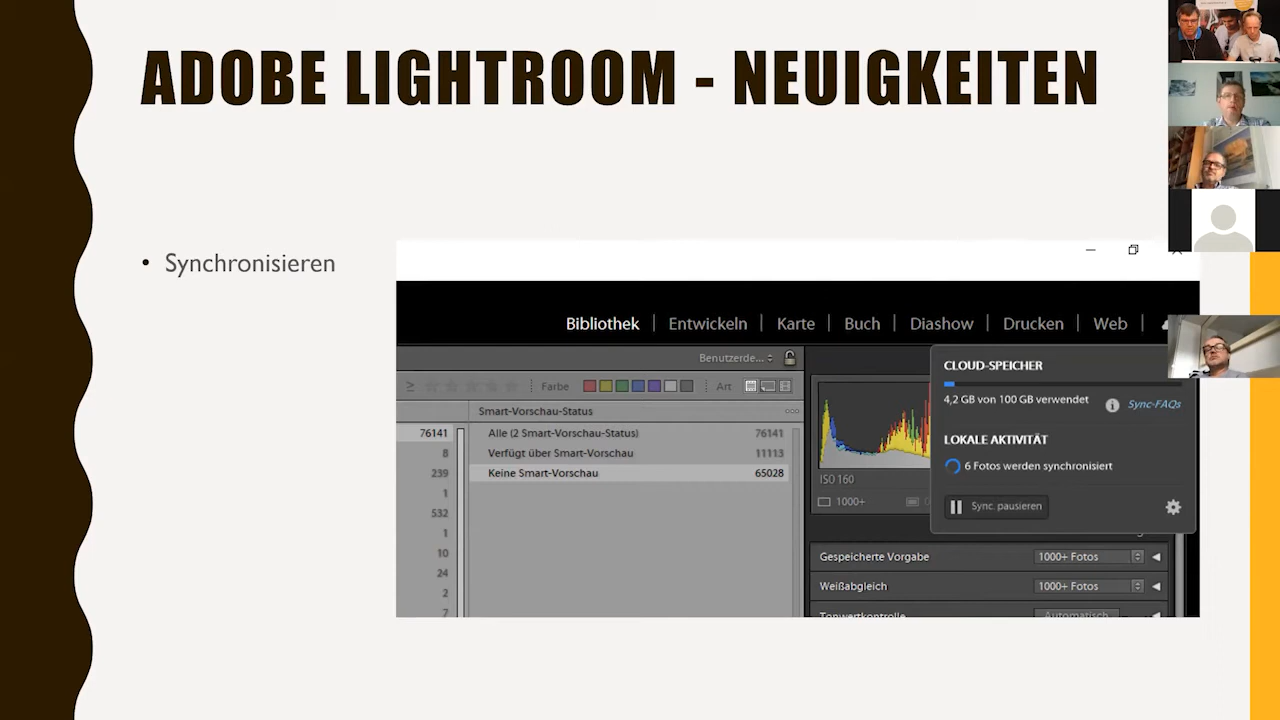 ADOBE LIGHTROOM - NEUIGKEITEN
• Synchronisieren
Bibliothek | Entwickeln | Karte | Buch | Diashow | Drucken | Web |
Benutzerde...
≥ Farbe Art
CLOUD-SPEICHER
4,2 GB von 100 GB verwendet
Sync-FAQs
LOKALE AKTIVITÄT
6 Fotos werden synchronisiert
Sync. pausieren
Smart-Vorschau-Status
76141 Alle (2 Smart-Vorschau-Status) 76141
8 Verfügt über Smart-Vorschau 11113
239 Keine Smart-Vorschau 65028
1
532
1
10
24
2
7
ISO 160
1000+
Gespeicherte Vorgabe 1000+ Fotos
Weißabgleich 1000+ Fotos
Tonwertkontrolle Automatisch